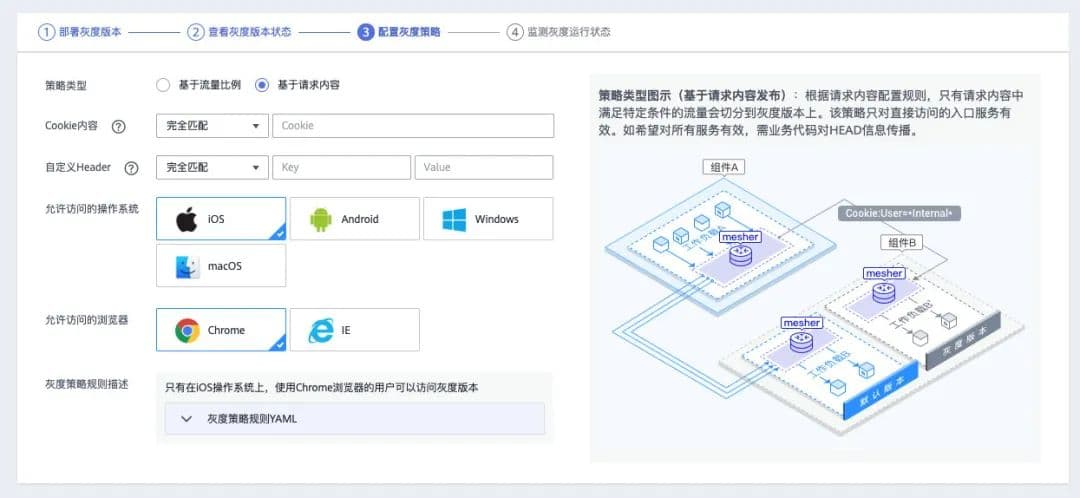 1 部署灰度版本
2 查看灰度版本状态
3 配置灰度策略
4 监测灰度运行状态
策略类型
基于流量比例
基于请求内容
Cookie内容 ?
完全匹配
Cookie
自定义Header ?
完全匹配
Key
Value
允许访问的操作系统
iOS
Android
Windows
macOS
允许访问的浏览器
Chrome
IE
灰度策略规则描述
只有在iOS操作系统上，使用Chrome浏览器的用户可以访问灰度版本
灰度策略规则YAML
策略类型图示（基于请求内容发布）：根据请求内容配置规则，只有请求内容中
满足特定条件的流量会切分到灰度版本上。该策略只对直接访问的入口服务有
效。如希望对所有服务有效，需业务代码对HEAD信息传播。
组件A
Cookie:User=*Internal*
mesher
工作负载A
组件B
mesher
工作负载B'
灰度版本
mesher
工作负载B
默认版本